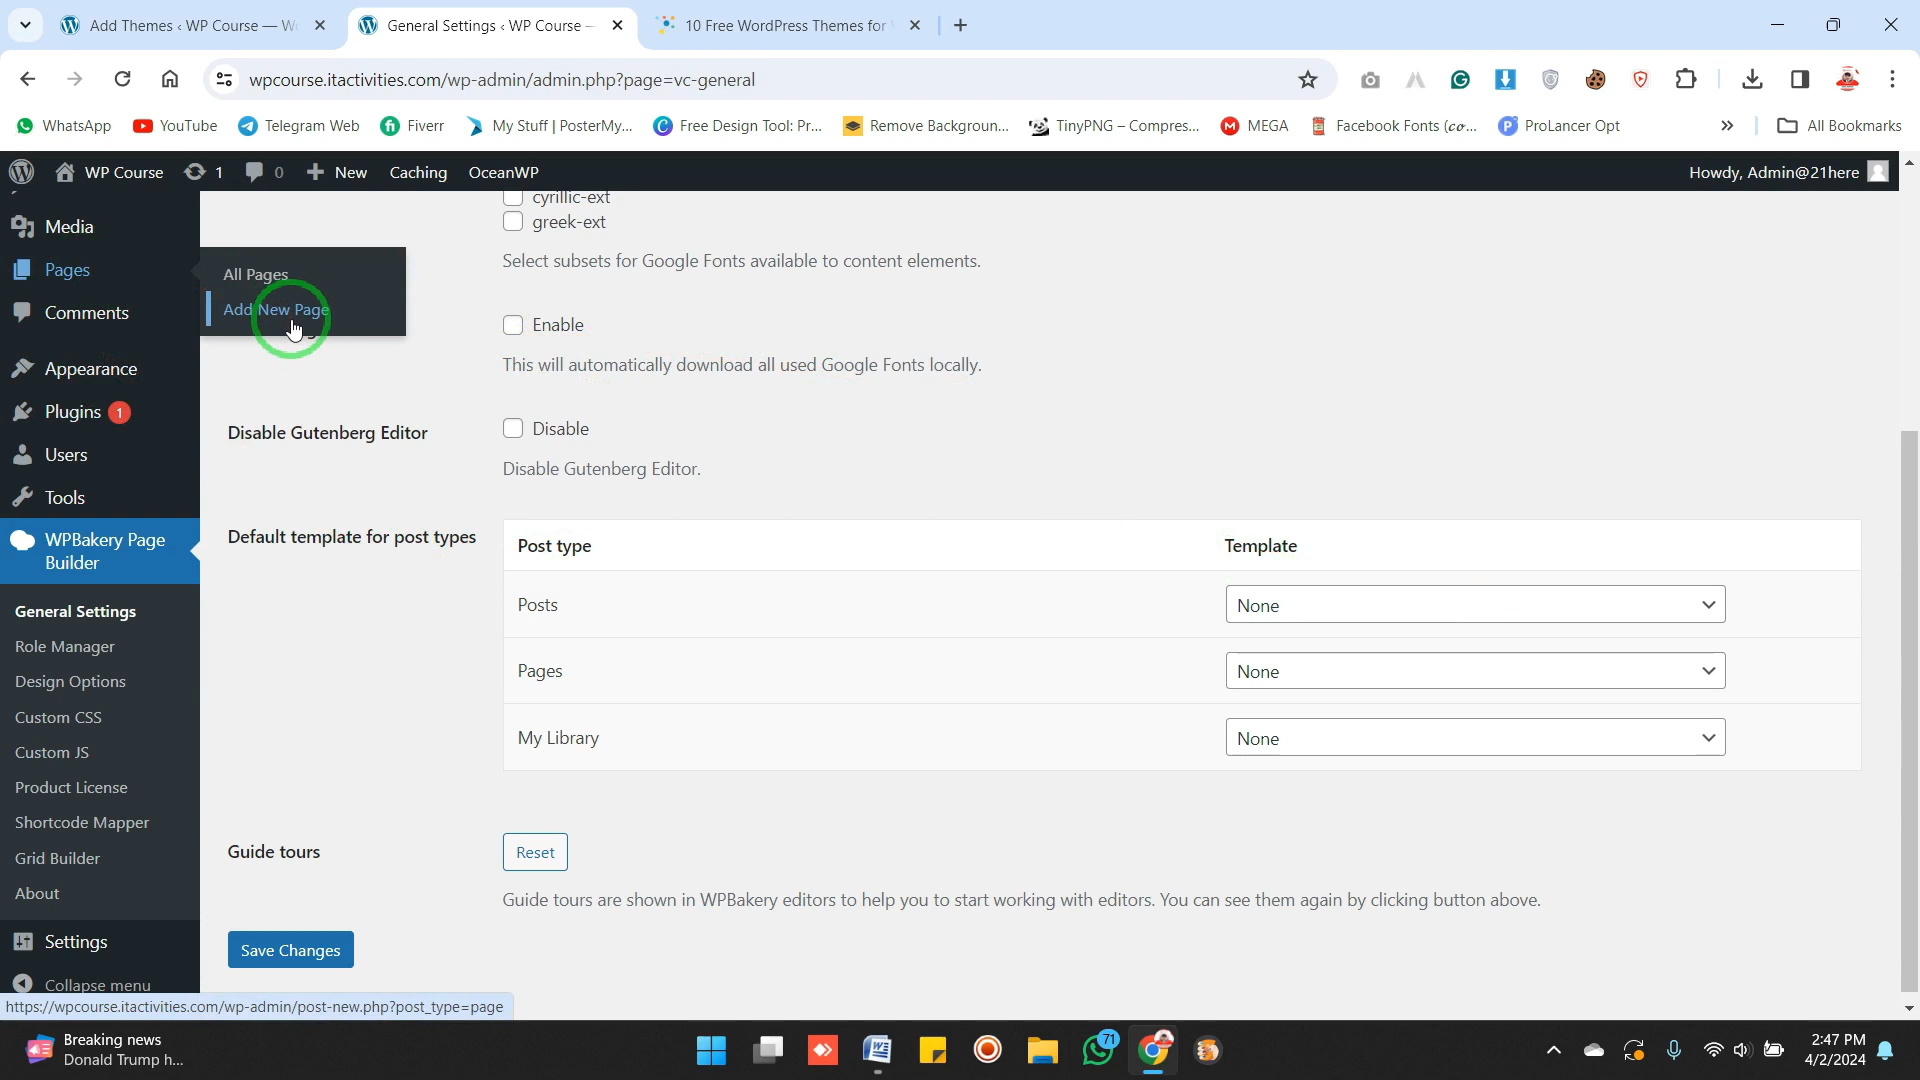 Add Themes ‹ WP Course — W
General Settings ‹ WP Course –
10 Free WordPress Themes for
wpcourse.itactivities.com/wp-admin/admin.php?page=vc-general
WhatsApp
YouTube
Telegram Web
Fiverr
My Stuff | PosterMy...
Free Design Tool: Pr...
Remove Backgroun...
TinyPNG – Compres...
MEGA
Facebook Fonts (co...
ProLancer Opt
All Bookmarks
WP Course
1
0
New
Caching
OceanWP
Howdy, Admin@21here
Media
Pages
Comments
Appearance
Plugins 1
Users
Tools
WPBakery Page
Builder
General Settings
Role Manager
Design Options
Custom CSS
Custom JS
Product License
Shortcode Mapper
Grid Builder
About
Settings
Collapse menu
All Pages
Add New Page
cyrillic-ext
greek-ext
Select subsets for Google Fonts available to content elements.
Enable
This will automatically download all used Google Fonts locally.
Disable Gutenberg Editor
Disable
Disable Gutenberg Editor.
Default template for post types
Post type
Template
Posts
None
Pages
None
My Library
None
Guide tours
Reset
Guide tours are shown in WPBakery editors to help you to start working with editors. You can see them again by clicking button above.
Save Changes
https://wpcourse.itactivities.com/wp-admin/post-new.php?post_type=page
Breaking news
Donald Trump h...
71
2:47 PM
4/2/2024